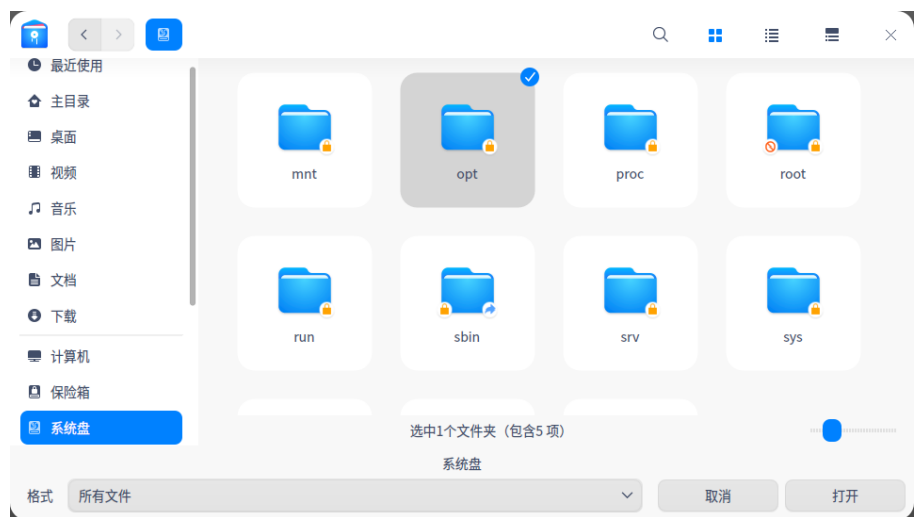 最近使用
主目录
桌面
视频
音乐
图片
文档
下载
计算机
保险箱
系统盘
mnt
opt
proc
root
run
sbin
srv
sys
选中1个文件夹（包含5 项）
系统盘
格式
所有文件
取消
打开